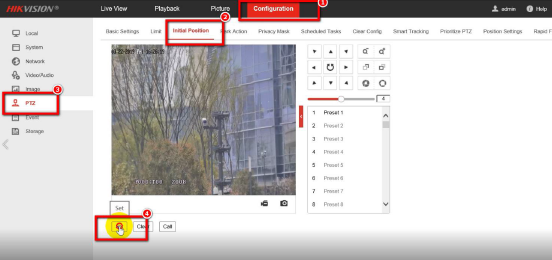 HIKVISION®
Live View Playback Picture Configuration admin Help
Basic Settings Limit Initial Position Park Action Privacy Mask Scheduled Tasks Clear Config Smart Tracking Prioritize PTZ Position Settings Rapid F
Local
System
Network
Video/Audio
Image
PTZ
Event
Storage
1
2
3
4
4
1 Preset 1
2 Preset 2
3 Preset 3
4 Preset 4
5 Preset 5
6 Preset 6
7 Preset 7
8 Preset 8
Set
Clear Call